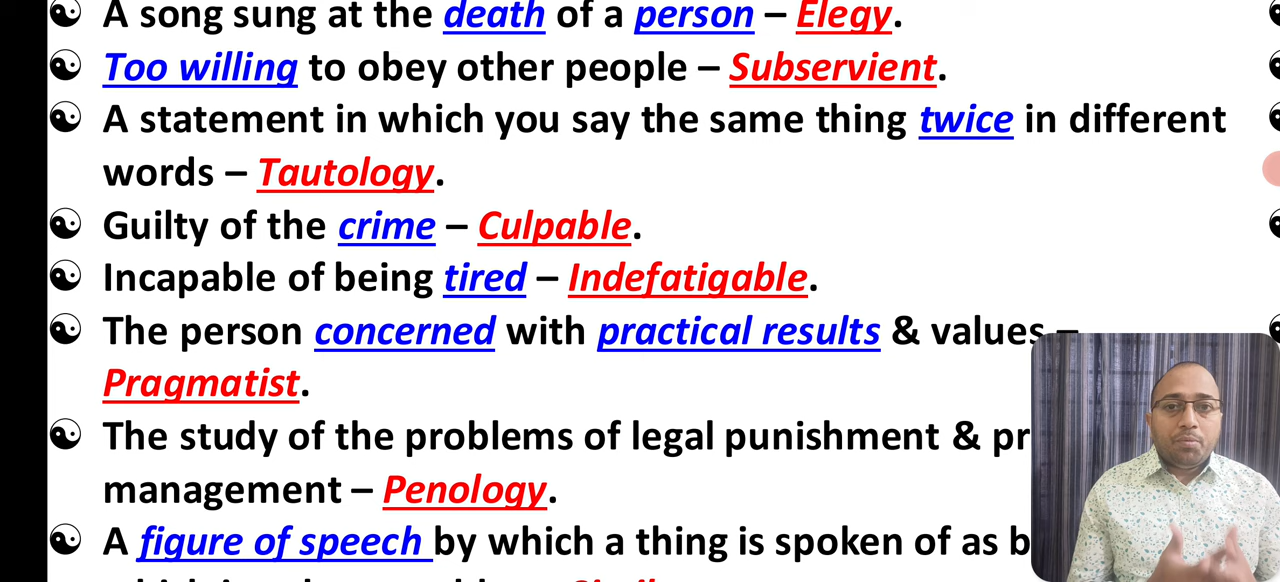 A song sung at the death of a person – Elegy.
Too willing to obey other people – Subservient.
A statement in which you say the same thing twice in different
words – Tautology.
Guilty of the crime – Culpable.
Incapable of being tired – Indefatigable.
The person concerned with practical results & values –
Pragmatist.
The study of the problems of legal punishment & pr
management – Penology.
A figure of speech by which a thing is spoken of as b